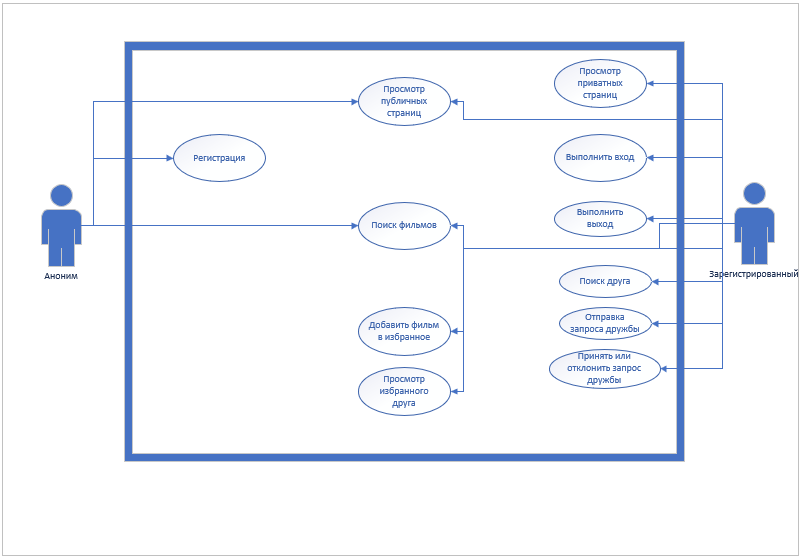 Просмотр
приватных
страниц
Просмотр
публичных
страниц
Регистрация
Выполнить вход
Поиск фильмов
Выполнить
выход
Аноним
Зарегистрированный
Поиск друга
Добавить фильм
в избранное
Отправка
запроса дружбы
Принять или
отклонить запрос
дружбы
Просмотр
избранного
друга